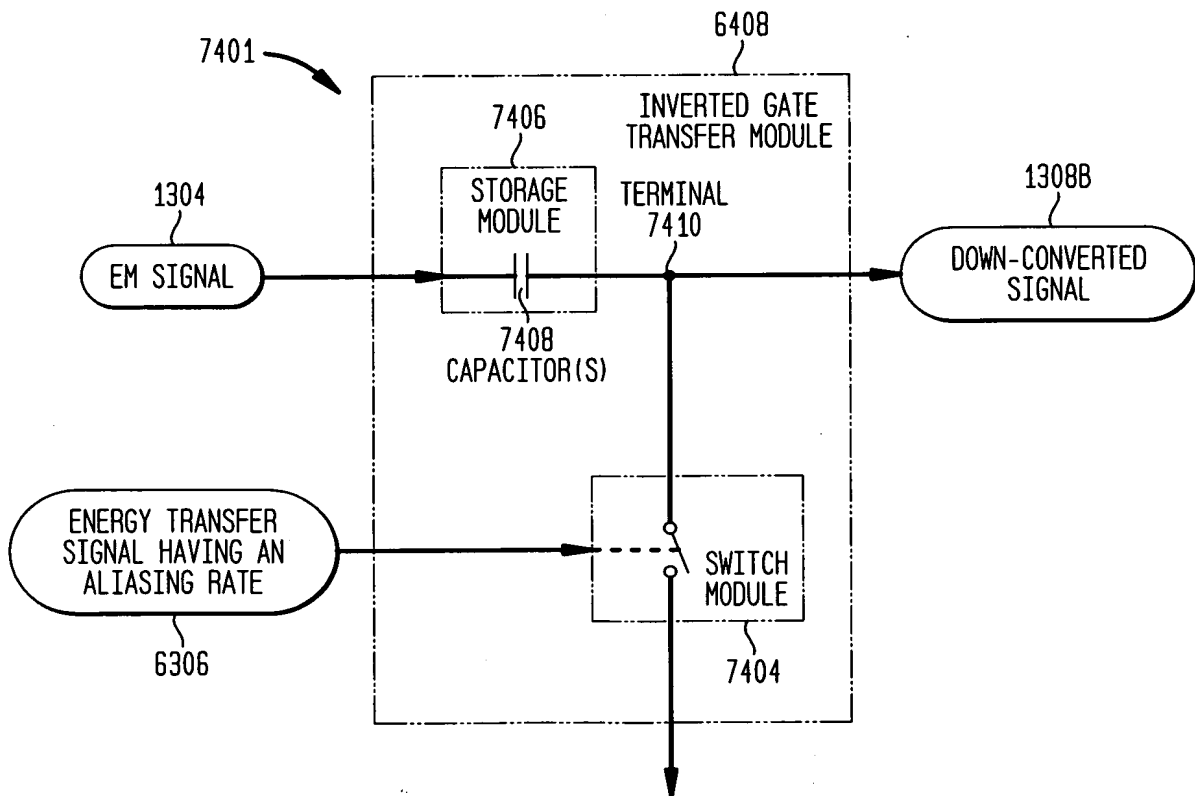 6408
7401
INVERTED GATE
TRANSFER MODULE
7406
STORAGE
MODULE
TERMINAL
7410
1304
EM SIGNAL
1308B
DOWN-CONVERTED
SIGNAL
7408
CAPACITOR(S)
ENERGY TRANSFER
SIGNAL HAVING AN
ALIASING RATE
6306
SWITCH
MODULE
7404